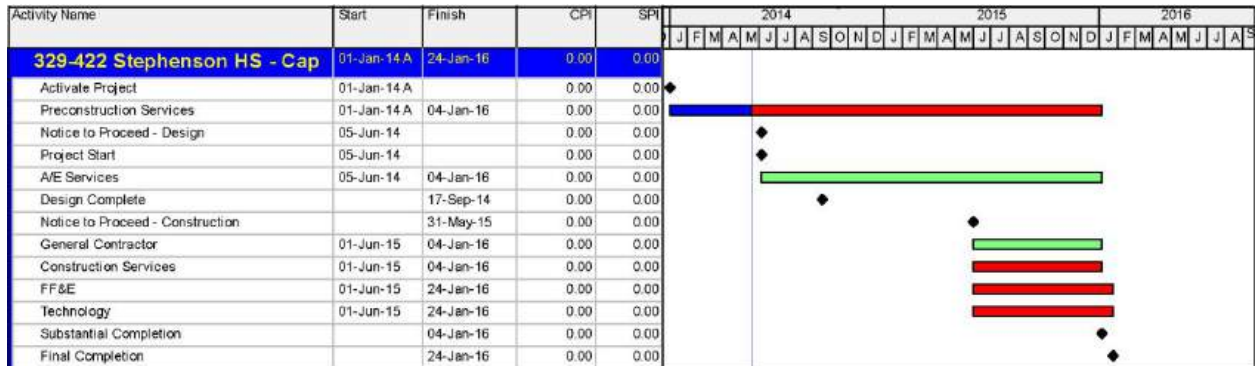 Activity Name Start Finish CPI SPI 2014 2015 2016
J F M A M J J A S O N D J F M A M J J A S O N D J F M A M J J A S
329-422 Stephenson HS - Cap 01-Jan-14 A 24-Jan-16 0.00 0.00
Activate Project 01-Jan-14 A 0.00 0.00
Preconstruction Services 01-Jan-14 A 04-Jan-16 0.00 0.00
Notice to Proceed - Design 05-Jun-14 0.00 0.00
Project Start 05-Jun-14 0.00 0.00
A/E Services 05-Jun-14 04-Jan-16 0.00 0.00
Design Complete 17-Sep-14 0.00 0.00
Notice to Proceed - Construction 31-May-15 0.00 0.00
General Contractor 01-Jun-15 04-Jan-16 0.00 0.00
Construction Services 01-Jun-15 04-Jan-16 0.00 0.00
FF&E 01-Jun-15 24-Jan-16 0.00 0.00
Technology 01-Jun-15 24-Jan-16 0.00 0.00
Substantial Completion 04-Jan-16 0.00 0.00
Final Completion 24-Jan-16 0.00 0.00